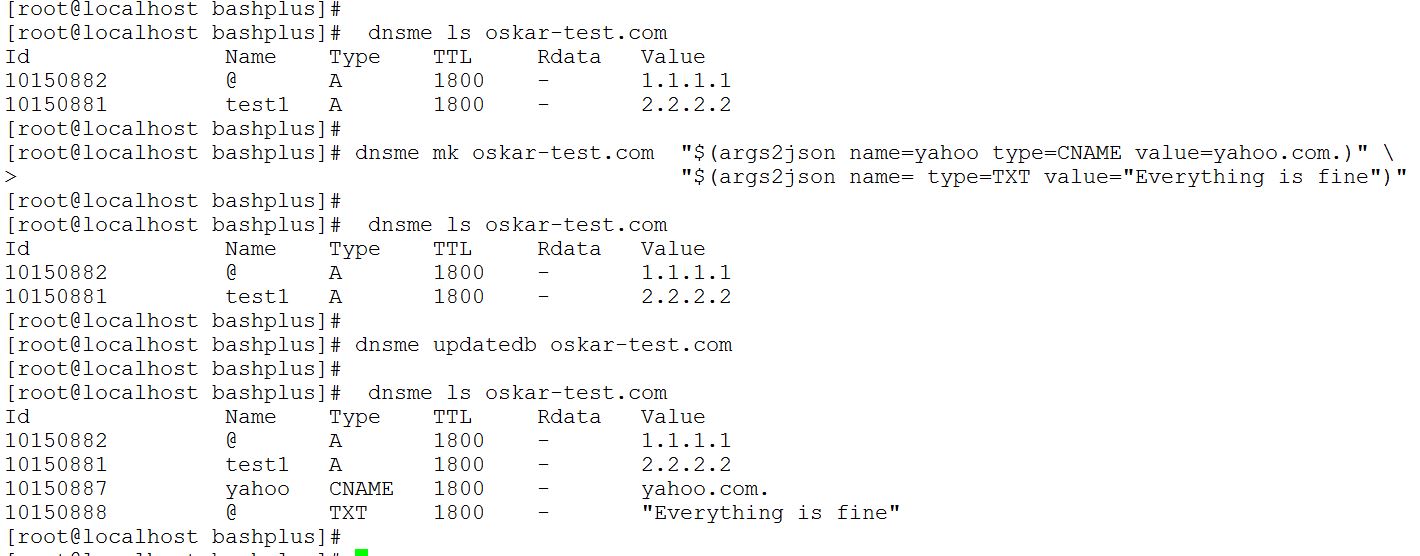 [root@localhost bashplus]#
[root@localhost bashplus]#  dnsme ls oskar-test.com
Id               Name    Type    TTL     Rdata   Value
10150882         @       A       1800    -       1.1.1.1
10150881         test1   A       1800    -       2.2.2.2
[root@localhost bashplus]#
[root@localhost bashplus]# dnsme mk oskar-test.com  "$(args2json name=yahoo type=CNAME value=yahoo.com.)" \
>                                                   "$(args2json name= type=TXT value="Everything is fine")"
[root@localhost bashplus]#
[root@localhost bashplus]#  dnsme ls oskar-test.com
Id               Name    Type    TTL     Rdata   Value
10150882         @       A       1800    -       1.1.1.1
10150881         test1   A       1800    -       2.2.2.2
[root@localhost bashplus]#
[root@localhost bashplus]# dnsme updatedb oskar-test.com
[root@localhost bashplus]#
[root@localhost bashplus]#  dnsme ls oskar-test.com
Id               Name    Type    TTL     Rdata   Value
10150882         @       A       1800    -       1.1.1.1
10150881         test1   A       1800    -       2.2.2.2
10150887         yahoo   CNAME   1800    -       yahoo.com.
10150888         @       TXT     1800    -       "Everything is fine"
[root@localhost bashplus]#